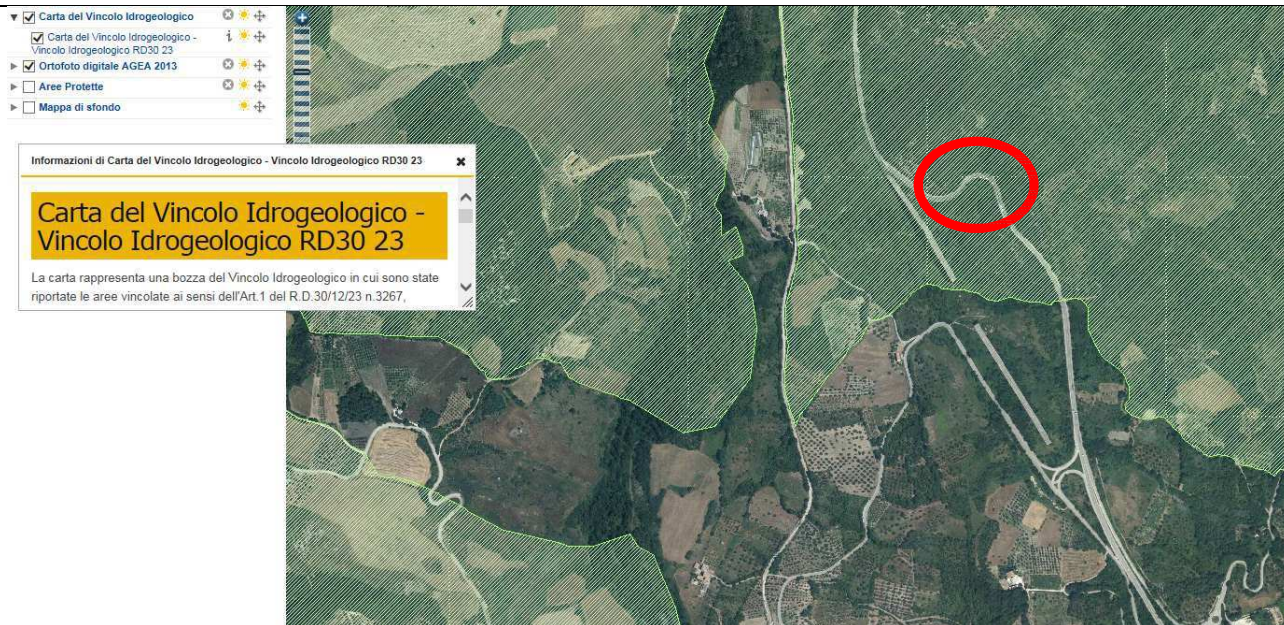 Carta del Vincolo Idrogeologico
Carta del Vincolo Idrogeologico -
Vincolo Idrogeologico RD30 23
Ortofoto digitale AGEA 2013
Aree Protette
Mappa di sfondo
Informazioni di Carta del Vincolo Idrogeologico - Vincolo Idrogeologico RD30 23
Carta del Vincolo Idrogeologico -
Vincolo Idrogeologico RD30 23
La carta rappresenta una bozza del Vincolo Idrogeologico in cui sono state
riportate le aree vincolate ai sensi dell'Art.1 del R.D.30/12/23 n.3267,